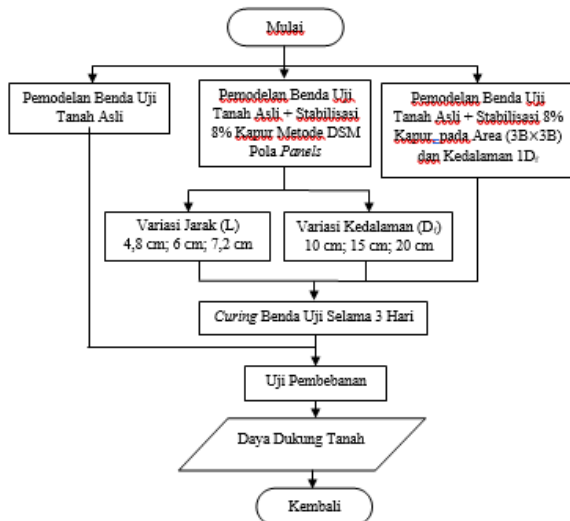 Mulai
Pemodelan Benda Uji
Tanah Asli
Pemodelan Benda Uji
Tanah Asli + Stabilisasi
8% Kapur Metode DSM
Pola Panels
Pemodelan Benda Uji
Tanah Asli + Stabilisasi 8%
Kapur pada Area (3B×3B)
dan Kedalaman 1Df
Variasi Jarak (L)
4,8 cm; 6 cm; 7,2 cm
Variasi Kedalaman (Df)
10 cm; 15 cm; 20 cm
Curing Benda Uji Selama 3 Hari
Uji Pembebanan
Daya Dukung Tanah
Kembali